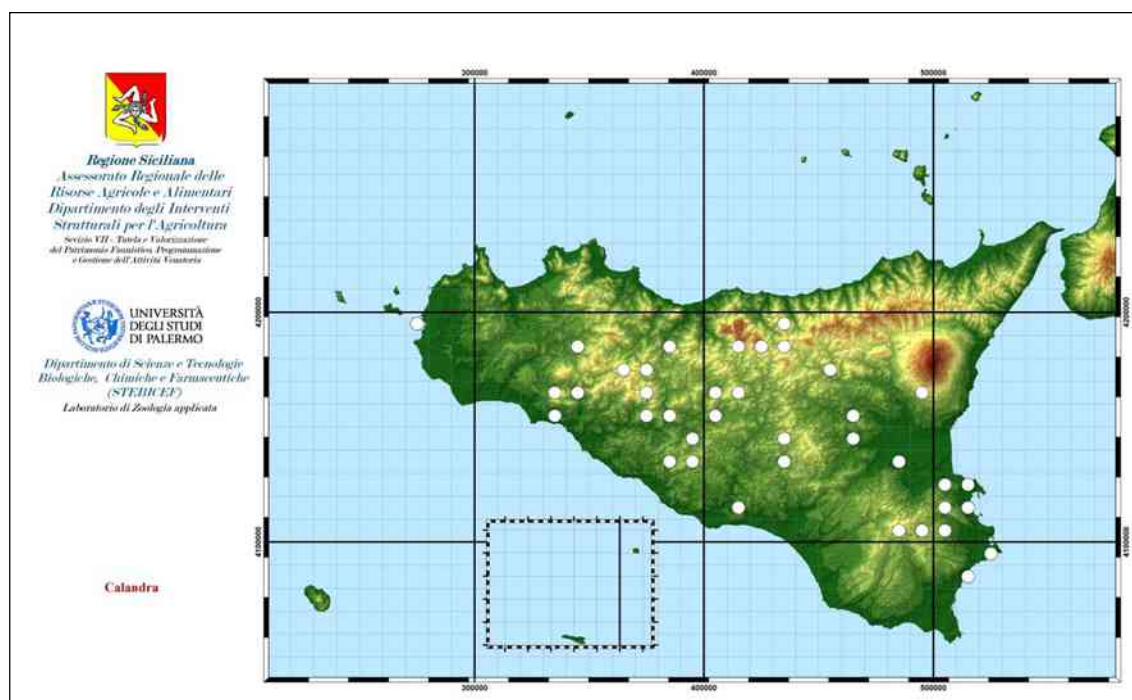 Regione Siciliana
Assessorato Regionale delle
Risorse Agricole e Alimentari
Dipartimento degli Interventi
Strutturali per l'Agricoltura
Servizio VII - Tutela e Valorizzazione
del Patrimonio Faunistico. Programmazione
e Gestione dell'Attività Venatoria
UNIVERSITÀ
DEGLI STUDI
DI PALERMO
Dipartimento di Scienze e Tecnologie
Biologiche, Chimiche e Farmaceutiche
(STEBICEF)
Laboratorio di Zoologia applicata
Calandra
300000
400000
500000
4200000
4200000
4100000
4100000
300000
400000
500000